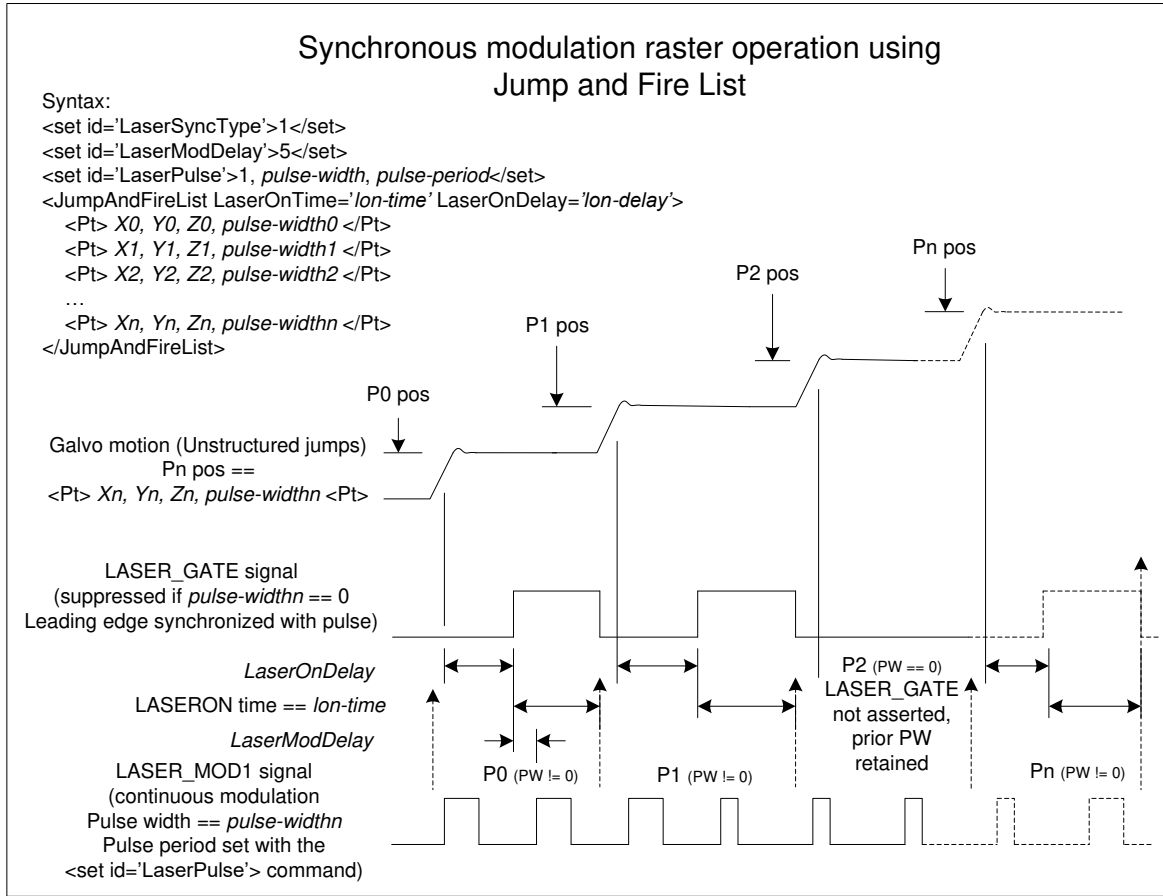 Synchronous modulation raster operation using
Jump and Fire List
Syntax:
<set id=’LaserSyncType’>1</set>
<set id=’LaserModDelay’>5</set>
<set id=’LaserPulse’>1, pulse-width, pulse-period</set>
<JumpAndFireList LaserOnTime=’lon-time’ LaserOnDelay=’lon-delay’>
<Pt> X0, Y0, Z0, pulse-width0 </Pt>
<Pt> X1, Y1, Z1, pulse-width1 </Pt>
<Pt> X2, Y2, Z2, pulse-width2 </Pt>
…
<Pt> Xn, Yn, Zn, pulse-widthn </Pt>
</JumpAndFireList>
P0 pos
P1 pos
P2 pos
Pn pos
Galvo motion (Unstructured jumps)
Pn pos ==
<Pt> Xn, Yn, Zn, pulse-widthn <Pt>
LASER_GATE signal
(suppressed if pulse-widthn == 0
Leading edge synchronized with pulse)
LaserOnDelay
LASERON time == lon-time
LaserModDelay
P0 (PW != 0)
P1 (PW != 0)
P2 (PW == 0)
LASER_GATE
not asserted,
prior PW
retained
Pn (PW != 0)
LASER_MOD1 signal
(continuous modulation
Pulse width == pulse-widthn
Pulse period set with the
<set id=’LaserPulse’> command)